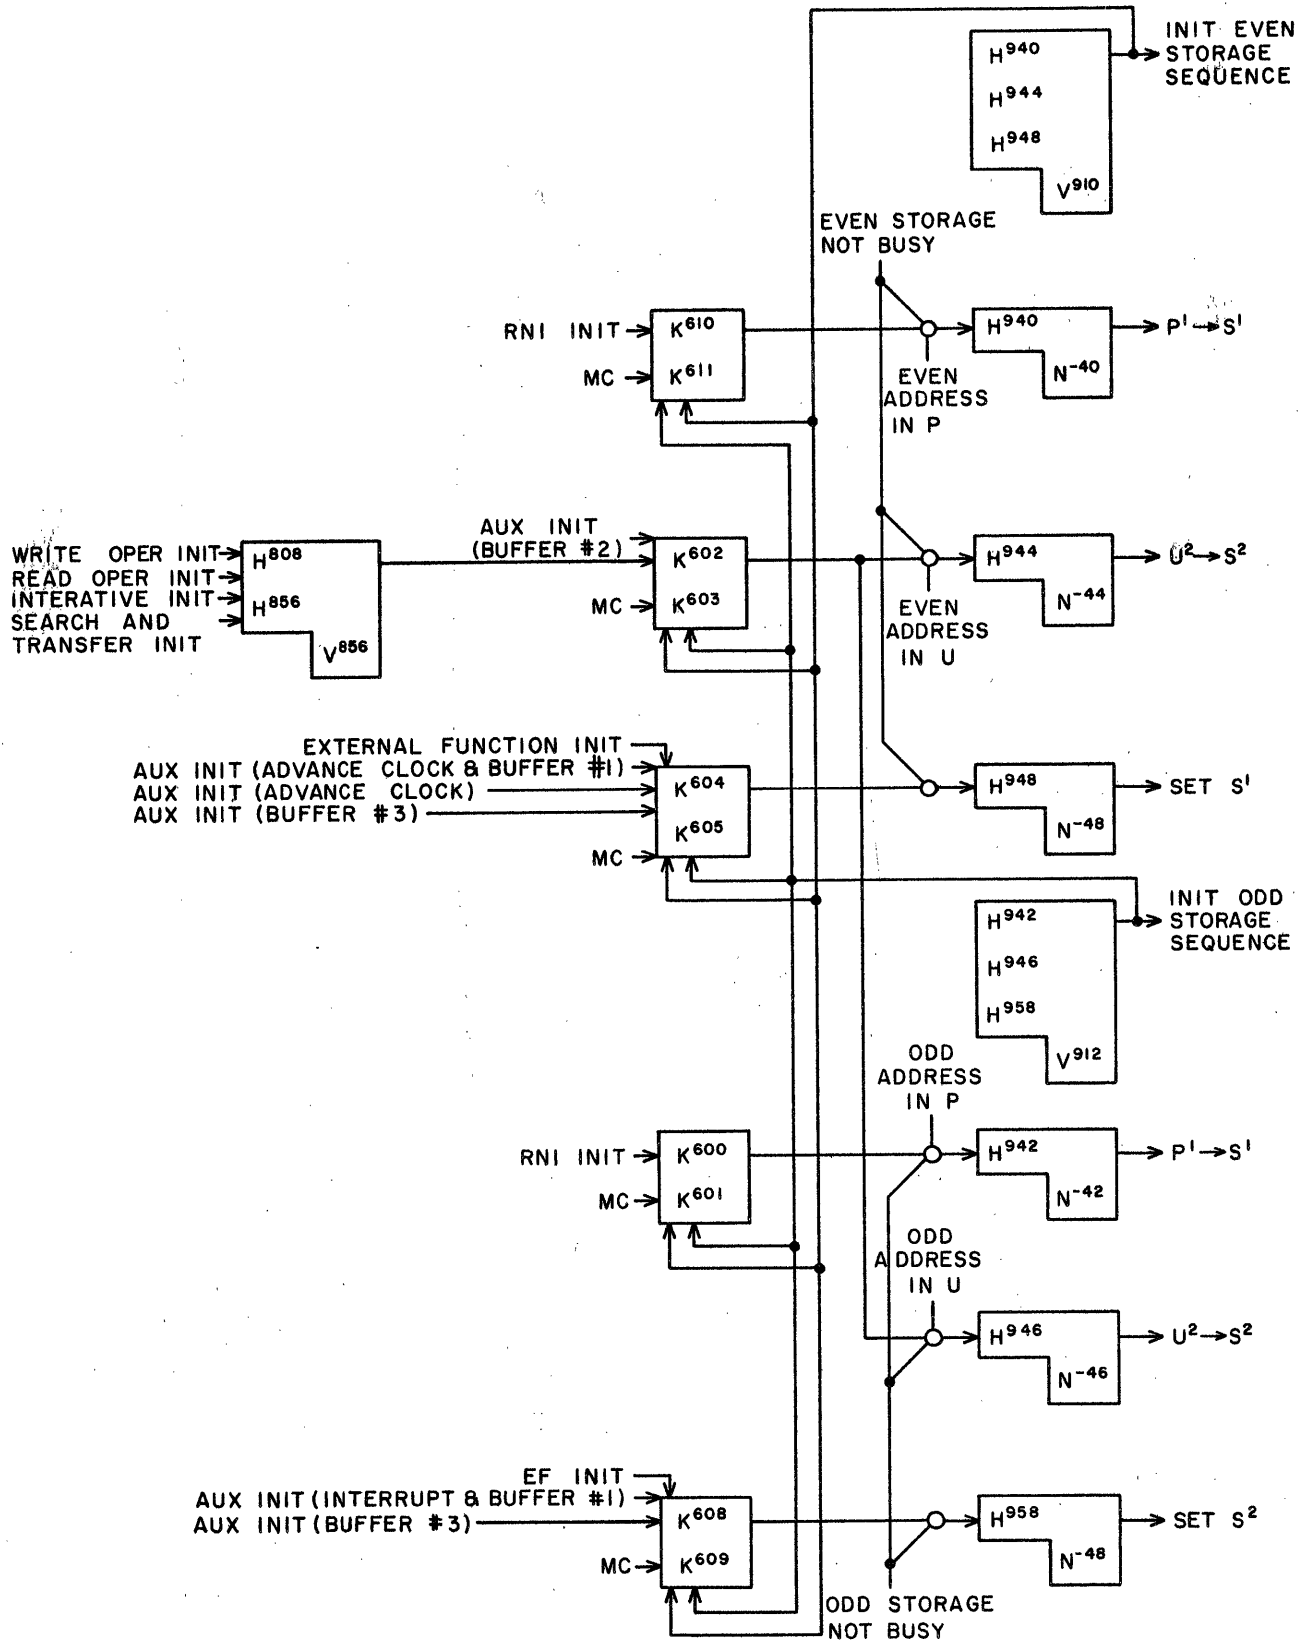 INIT EVEN
STORAGE
SEQUENCE
H940
H944
H948
V910
EVEN STORAGE
NOT BUSY
RNI INIT
K610
H940
P1→S1
MC
K611
EVEN
ADDRESS
IN P
N-40
AUX INIT
(BUFFER #2)
WRITE OPER INIT
READ OPER INIT
INTERATIVE INIT
SEARCH AND
TRANSFER INIT
H808
H856
V856
K602
H944
U2→S2
MC
K603
EVEN
ADDRESS
IN U
N-44
EXTERNAL FUNCTION INIT
AUX INIT (ADVANCE CLOCK & BUFFER #1)
AUX INIT (ADVANCE CLOCK)
AUX INIT (BUFFER #3)
K604
H948
SET S1
K605
N-48
MC
INIT ODD
STORAGE
SEQUENCE
H942
H946
H958
V912
ODD
ADDRESS
IN P
RNI INIT
K600
H942
P1→S1
MC
K601
N-42
ODD
ADDRESS
IN U
H946
U2→S2
N-46
EF INIT
AUX INIT (INTERRUPT & BUFFER #1)
AUX INIT (BUFFER #3)
K608
H958
SET S2
MC
K609
N-48
ODD STORAGE
NOT BUSY